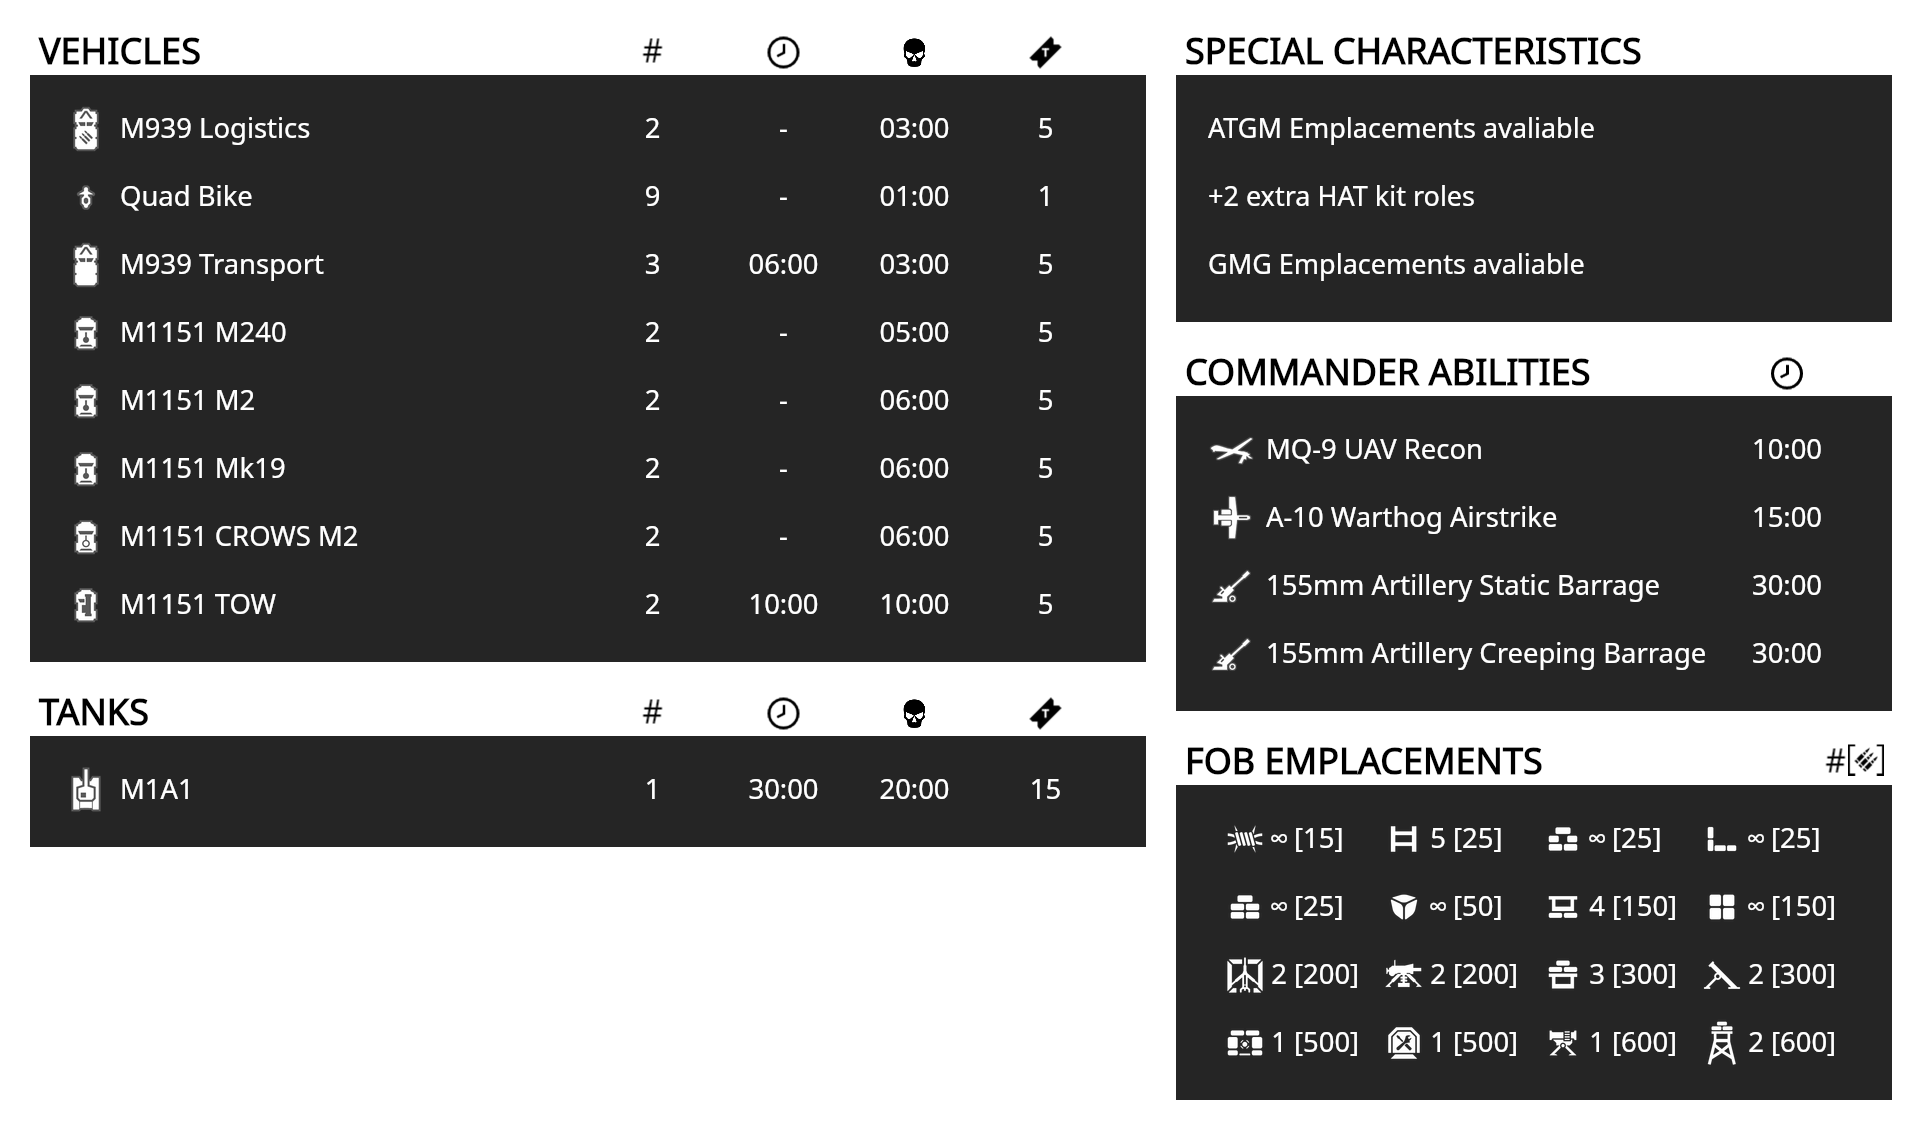 VEHICLES #
M939 Logistics 2 - 03:00 5
Quad Bike 9 - 01:00 1
M939 Transport 3 06:00 03:00 5
M1151 M240 2 - 05:00 5
M1151 M2 2 - 06:00 5
M1151 Mk19 2 - 06:00 5
M1151 CROWS M2 2 - 06:00 5
M1151 TOW 2 10:00 10:00 5
TANKS #
M1A1 1 30:00 20:00 15
SPECIAL CHARACTERISTICS
ATGM Emplacements avaliable
+2 extra HAT kit roles
GMG Emplacements avaliable
COMMANDER ABILITIES
MQ-9 UAV Recon 10:00
A-10 Warthog Airstrike 15:00
155mm Artillery Static Barrage 30:00
155mm Artillery Creeping Barrage 30:00
FOB EMPLACEMENTS #[]
∞ [15] 5 [25] ∞ [25] ∞ [25]
∞ [25] ∞ [50] 4 [150] ∞ [150]
2 [200] 2 [200] 3 [300] 2 [300]
1 [500] 1 [500] 1 [600] 2 [600]